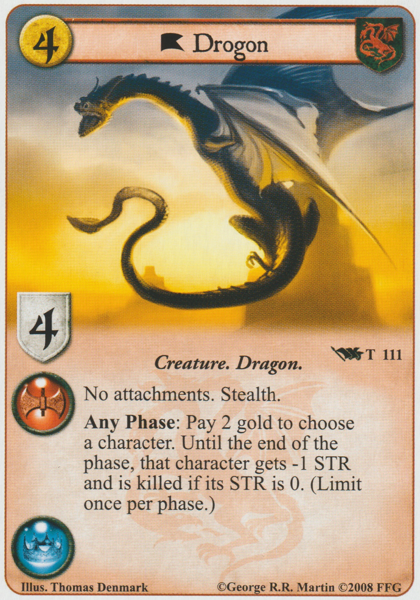 4
Drogon
4
T 111
Creature. Dragon.
No attachments. Stealth.
Any Phase: Pay 2 gold to choose
a character. Until the end of the
phase, that character gets -1 STR
and is killed if its STR is 0. (Limit
once per phase.)
Illus. Thomas Denmark ©George R.R. Martin ©2008 FFG